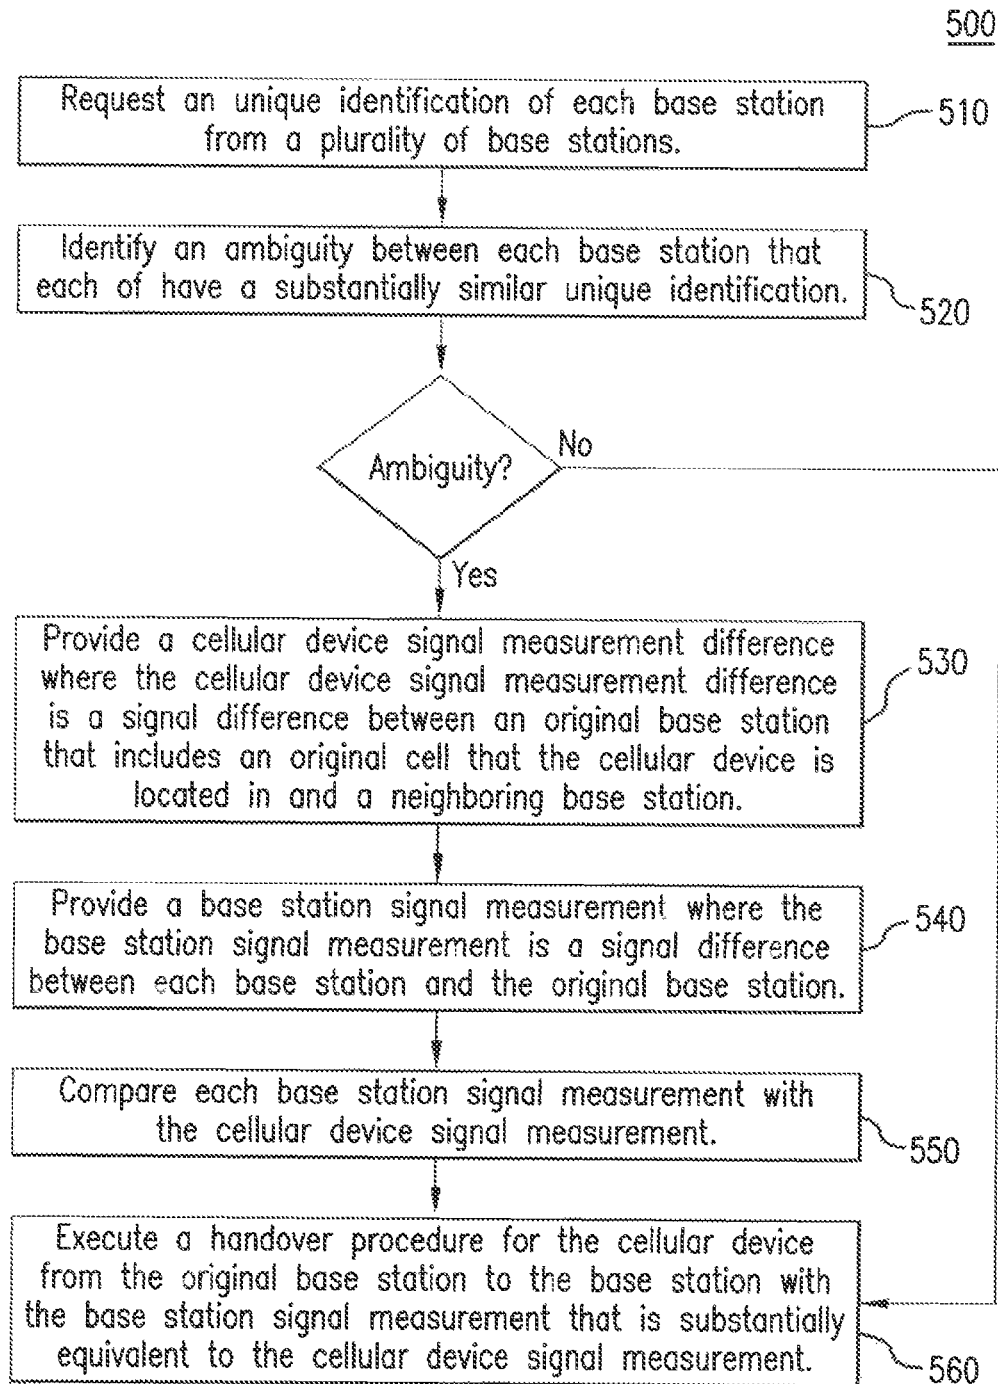 500
Request an unique identification of each base station
from a plurality of base stations.
510
Identify an ambiguity between each base station that
each of have a substantially similar unique identification.
520
Ambiguity?
No
Yes
Provide a cellular device signal measurement difference
where the cellular device signal measurement difference
is a signal difference between an original base station
that includes an original cell that the cellular device is
located in and a neighboring base station.
530
Provide a base station signal measurement where the
base station signal measurement is a signal difference
between each base station and the original base station.
540
Compare each base station signal measurement with
the cellular device signal measurement.
550
Execute a handover procedure for the cellular device
from the original base station to the base station with
the base station signal measurement that is substantially
equivalent to the cellular device signal measurement.
560